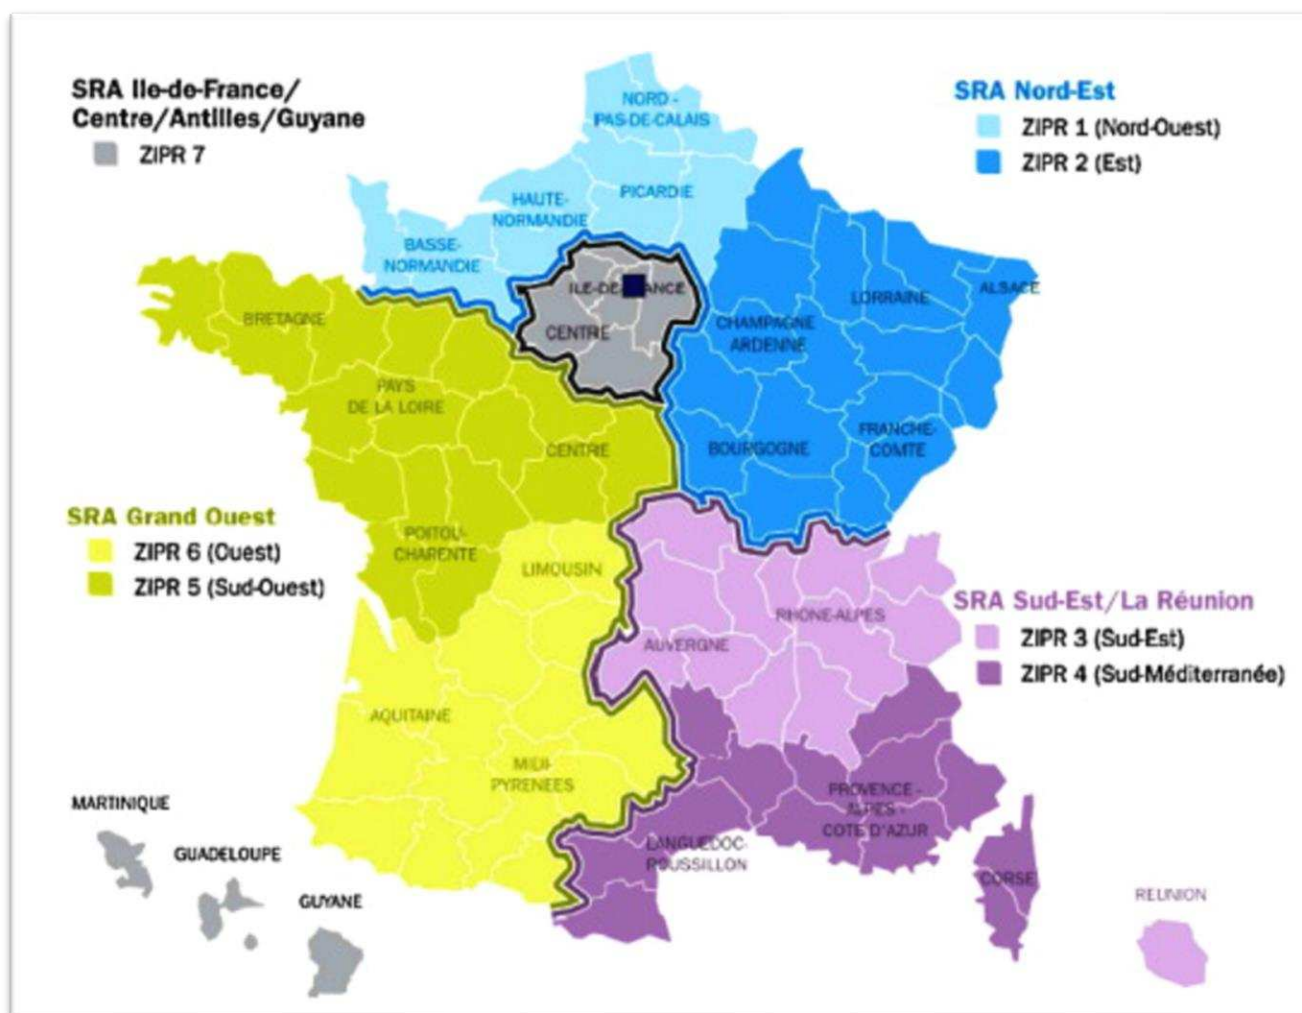 SRA Ile-de-France/
Centre/Antilles/Guyane
ZIPR 7
SRA Nord-Est
ZIPR 1 (Nord-Ouest)
ZIPR 2 (Est)
NORD -
PAS-DE-CALAIS
PICARDIE
HAUTE-
NORMANDIE
BASSE-
NORMANDIE
ILE-DE-
ANCE
CENTRE
LORRAINE
ALSACE
CHAMPAGNE
ARDENNE
BRETAGNE
PAYS
DE LA LOIRE
CENTRE
BOURGOGNE
FRANCHE-
COMTE
SRA Grand Ouest
ZIPR 6 (Ouest)
ZIPR 5 (Sud-Ouest)
POITOU-
CHARENTE
LIMOUSIN
SRA Sud-Est/La Réunion
ZIPR 3 (Sud-Est)
ZIPR 4 (Sud-Méditerranée)
RHONE-ALPES
AUVERGNE
AQUITAINE
MIDI-
PYRENEES
PROVENCE -
ALPES -
COTE D'AZUR
LANGUEDOC-
ROUSSILLON
CORSE
MARTINIQUE
GUADELOUPE
GUYANE
REUNION